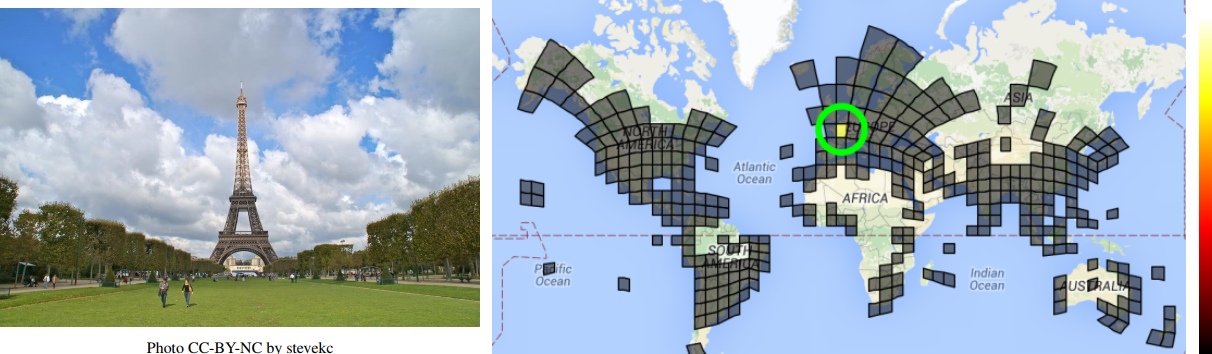 Photo CC-BY-NC by stevekc
NORTH
AMERICA
Atlantic
Ocean
EUROPE
ASIA
AFRICA
SOUTH
AMERICA
Pacific
Ocean
Indian
Ocean
AUSTRALIA